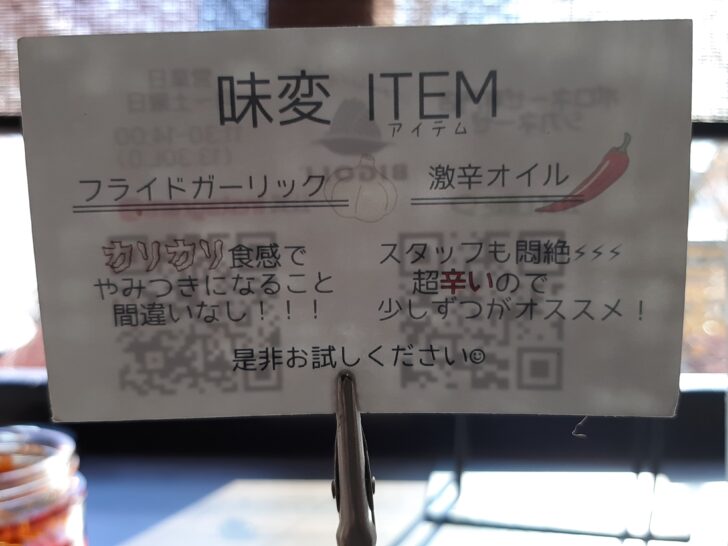 味変 ITEM
アイテム
フライドガーリック
カリカリ食感で
やみつきになること
間違いなし！！！
激辛オイル
スタッフも悶絶⚡⚡⚡
超辛いので
少しずつがオススメ！
是非お試しください☺